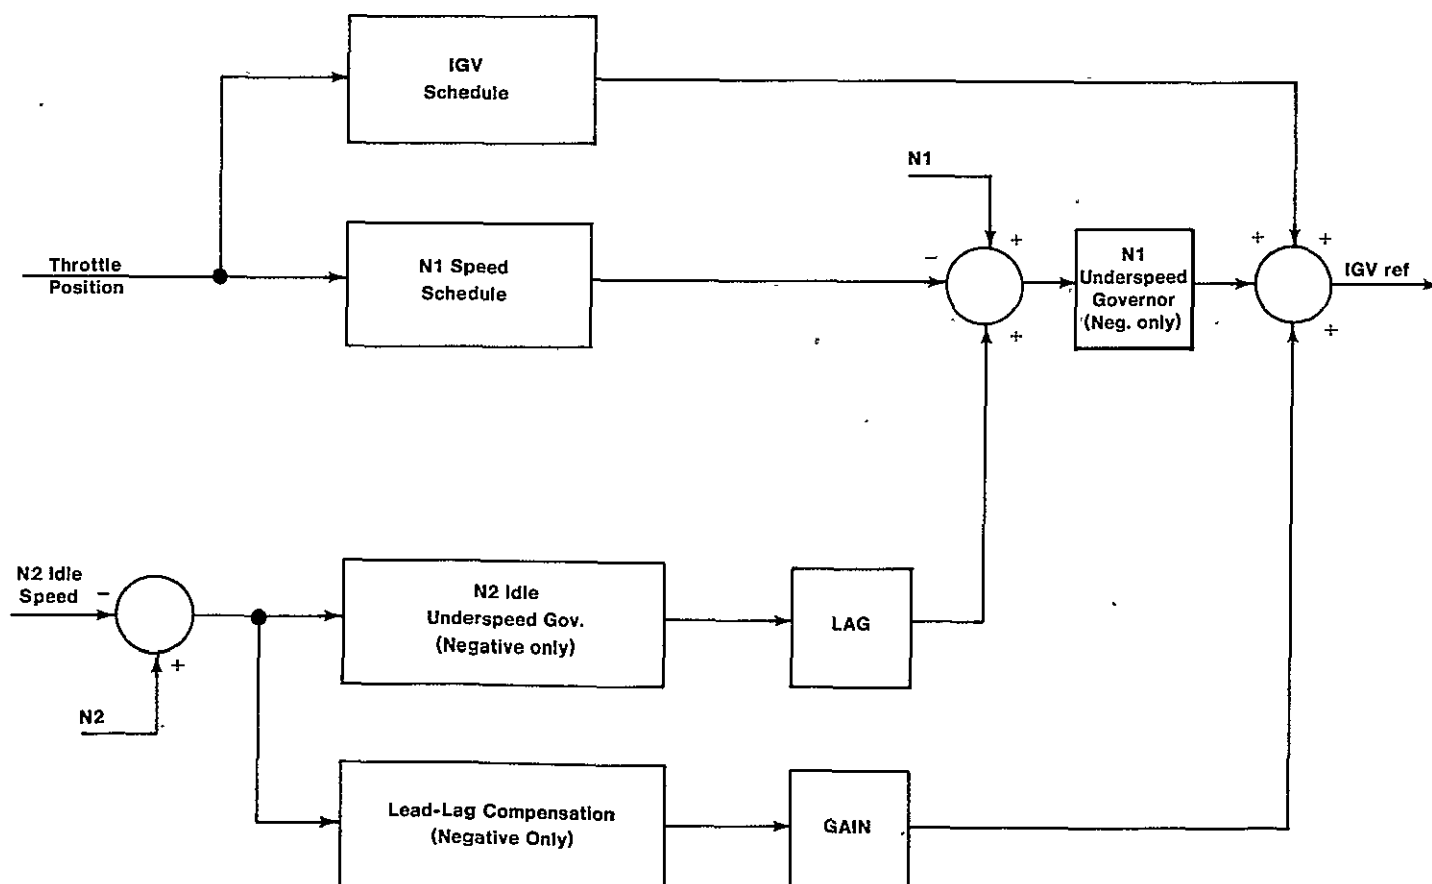 IGV
Schedule
N1
Throttle
Position
N1 Speed
Schedule
−
+
N1
Underspeed
Governor
(Neg. only)
+
+
IGV ref
+
+
N2 Idle
Speed
−
+
N2
N2 Idle
Underspeed Gov.
(Negative only)
LAG
Lead-Lag Compensation
(Negative Only)
GAIN